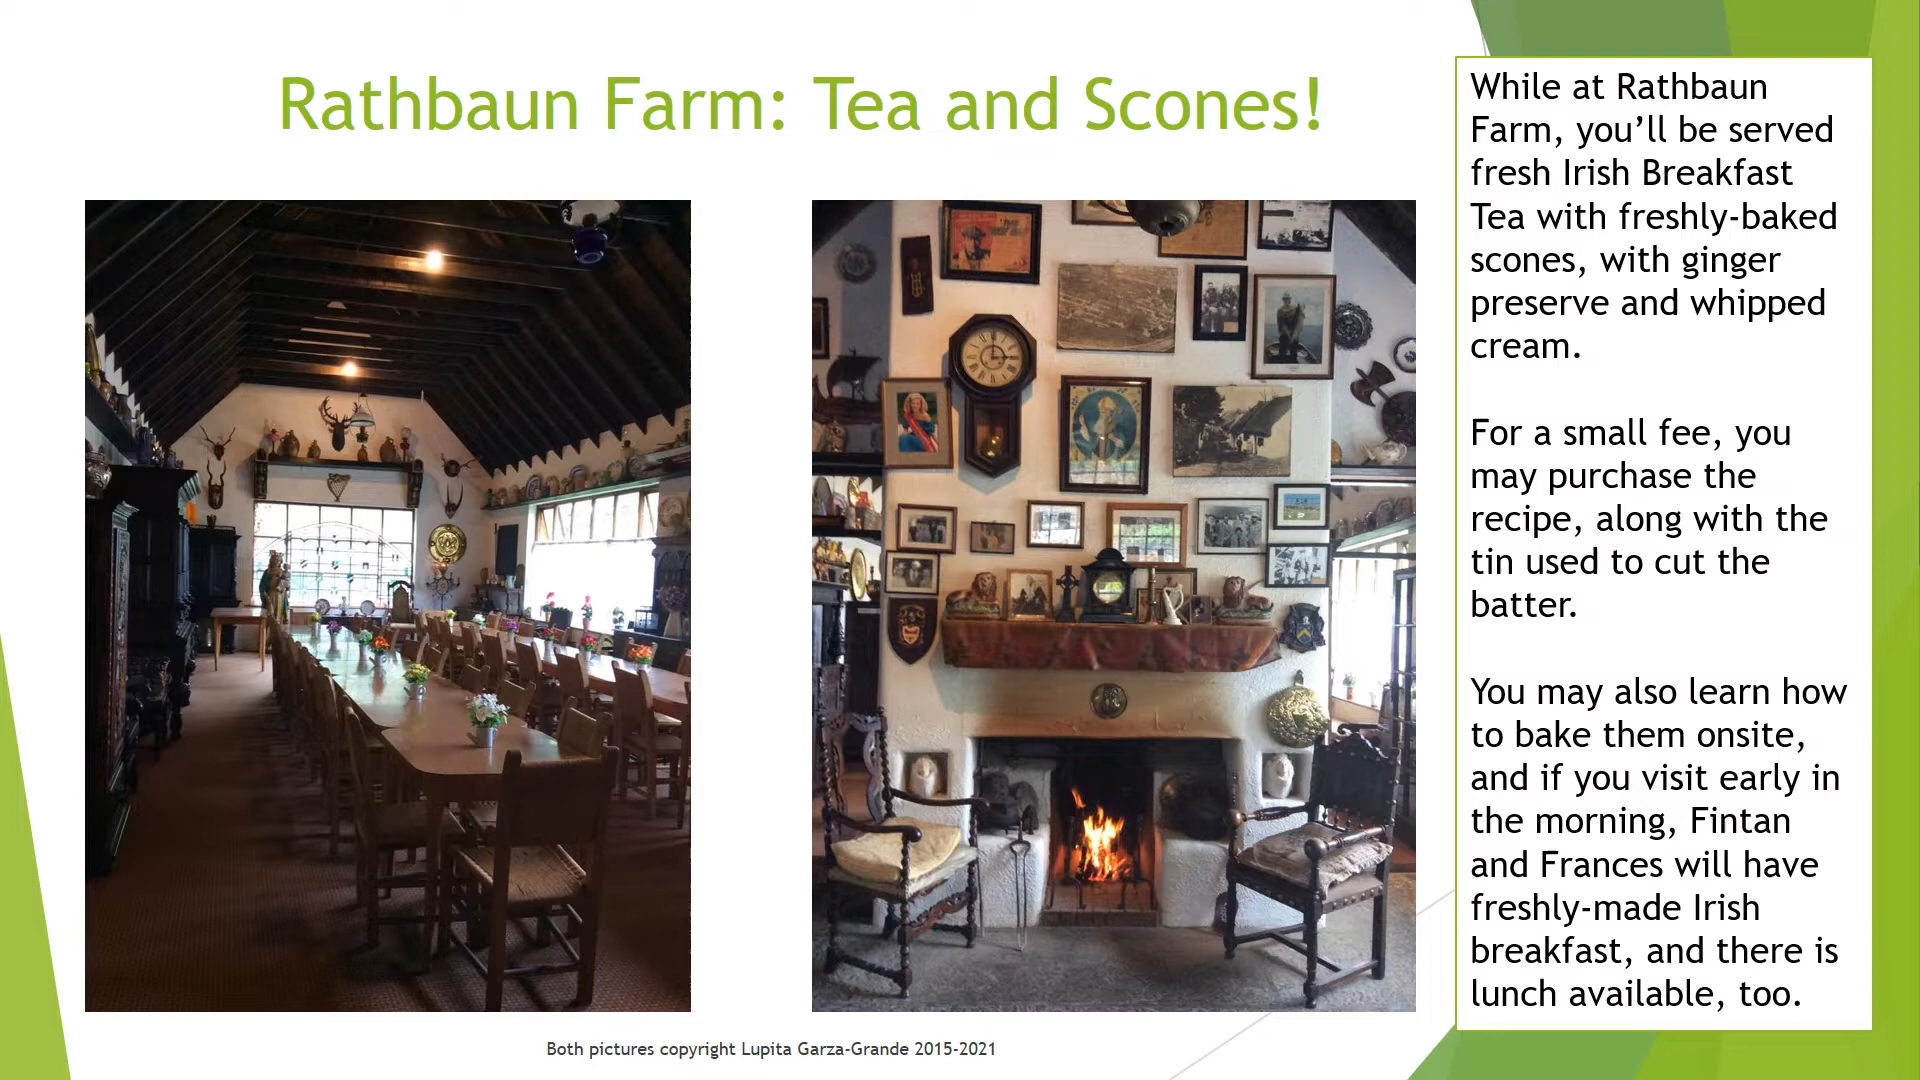 Rathbaun Farm: Tea and Scones!
While at Rathbaun
Farm, you’ll be served
fresh Irish Breakfast
Tea with freshly-baked
scones, with ginger
preserve and whipped
cream.
For a small fee, you
may purchase the
recipe, along with the
tin used to cut the
batter.
You may also learn how
to bake them onsite,
and if you visit early in
the morning, Fintan
and Frances will have
freshly-made Irish
breakfast, and there is
lunch available, too.
Both pictures copyright Lupita Garza-Grande 2015-2021